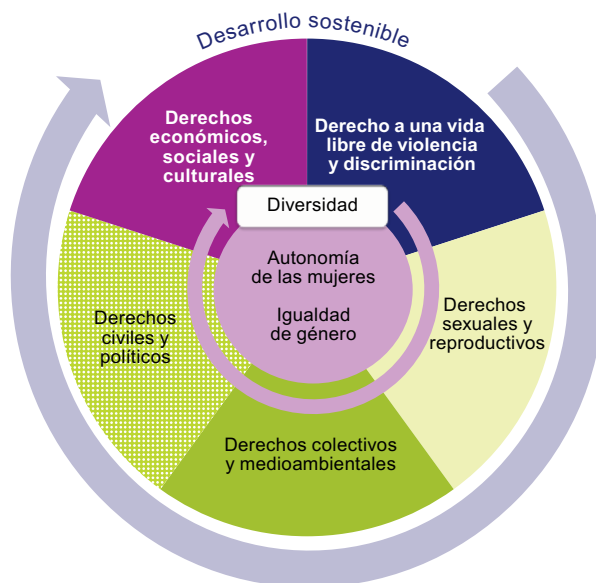 Desarrollo sostenible
Derechos
económicos,
sociales y
culturales
Derecho a una vida
libre de violencia
y discriminación
Diversidad
Autonomía
de las mujeres
Igualdad
de género
Derechos
civiles y
políticos
Derechos
sexuales y
reproductivos
Derechos colectivos
y medioambientales